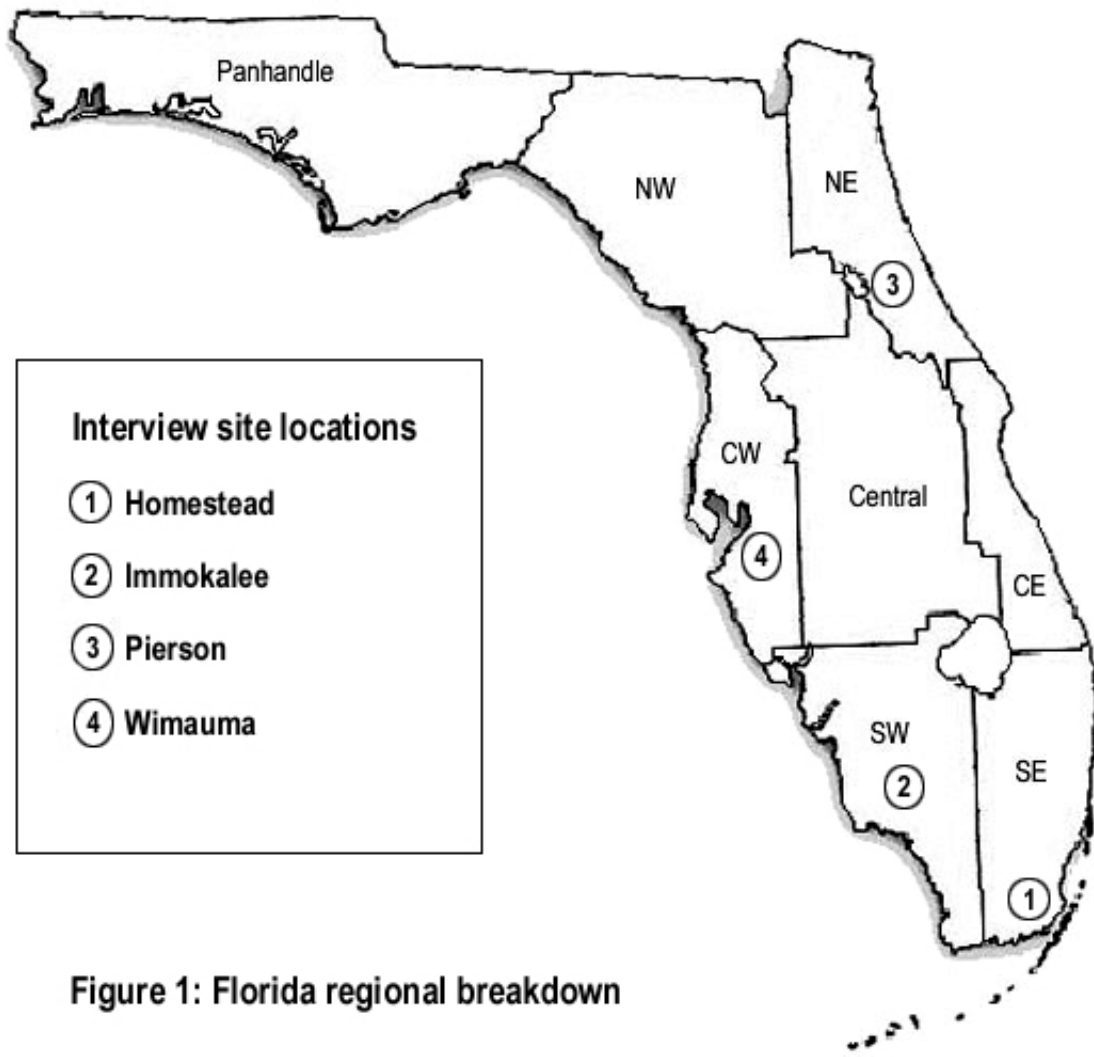 Panhandle
NW
NE
3
Interview site locations
1 Homestead
2 Immokalee
3 Pierson
4 Wimauma
CW
Central
4
CE
SW
2
SE
1
Figure 1: Florida regional breakdown